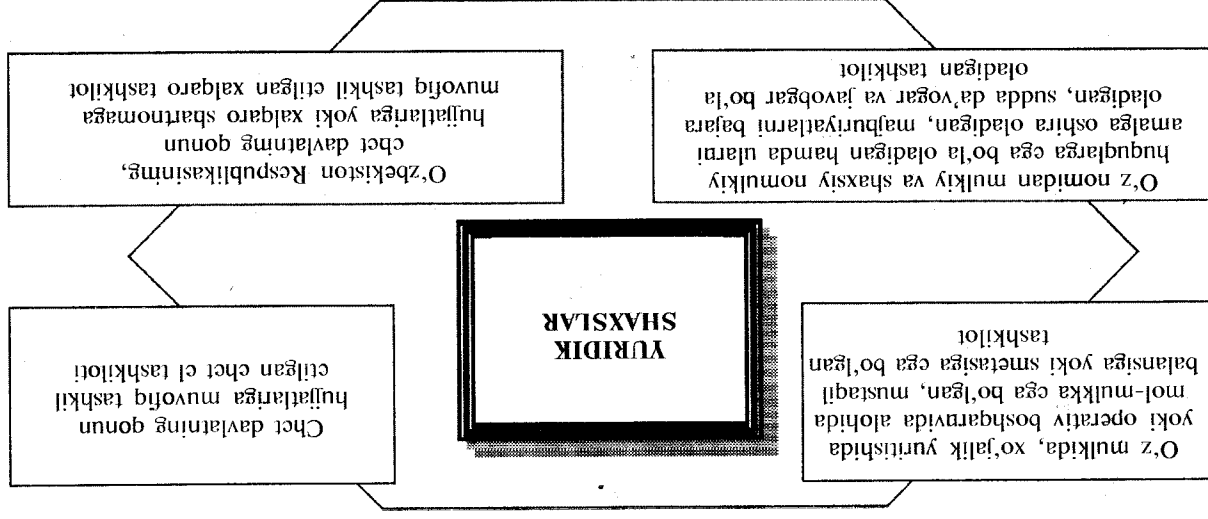 O'z mulkida, xo'jalik yuritishida
yoki operativ boshqaruvida alohida
mol-mulkka ega bo'lgan, mustaqil
balansiga yoki smetasiga ega bo'lgan
tashkilot
YURIDIK
SHAXSLAR
Chet davlatning qonun
hujjatlariga muvofiq tashkil
etilgan chet el tashkiloti
O'z nomidan mulkiy va shaxsiy nomulkiy
huquqlarga ega bo'la oladigan hamda ularni
amalga oshira oladigan, majburiyatlarni bajara
oladigan, sudda da'vogar va javobgar bo'la
oladigan tashkilot
O'zbekiston Respublikasining,
chet davlatning qonun
hujjatlariga yoki xalqaro shartnomaga
muvofiq tashkil etilgan xalqaro tashkilot